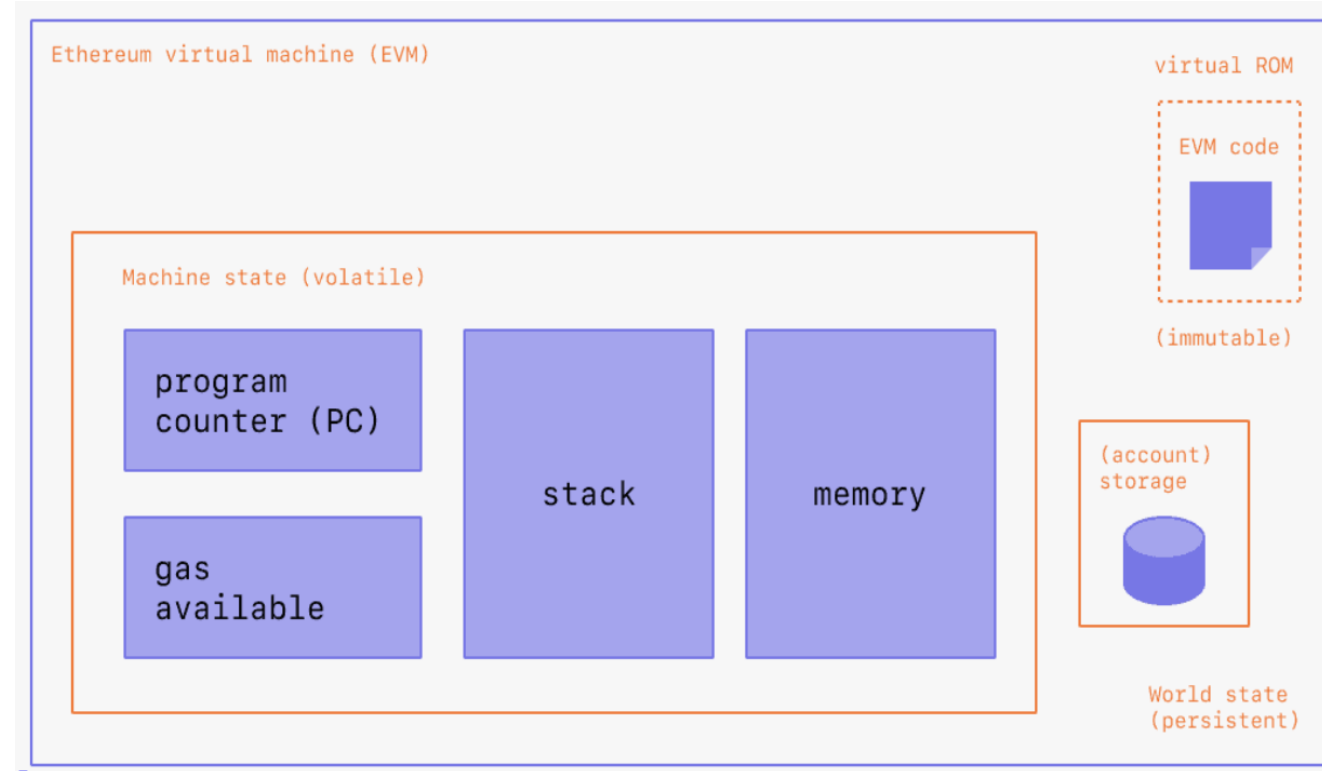 Ethereum virtual machine (EVM)
virtual ROM
EVM code
(immutable)
Machine state (volatile)
program
counter (PC)
gas
available
stack
memory
(account)
storage
World state
(persistent)